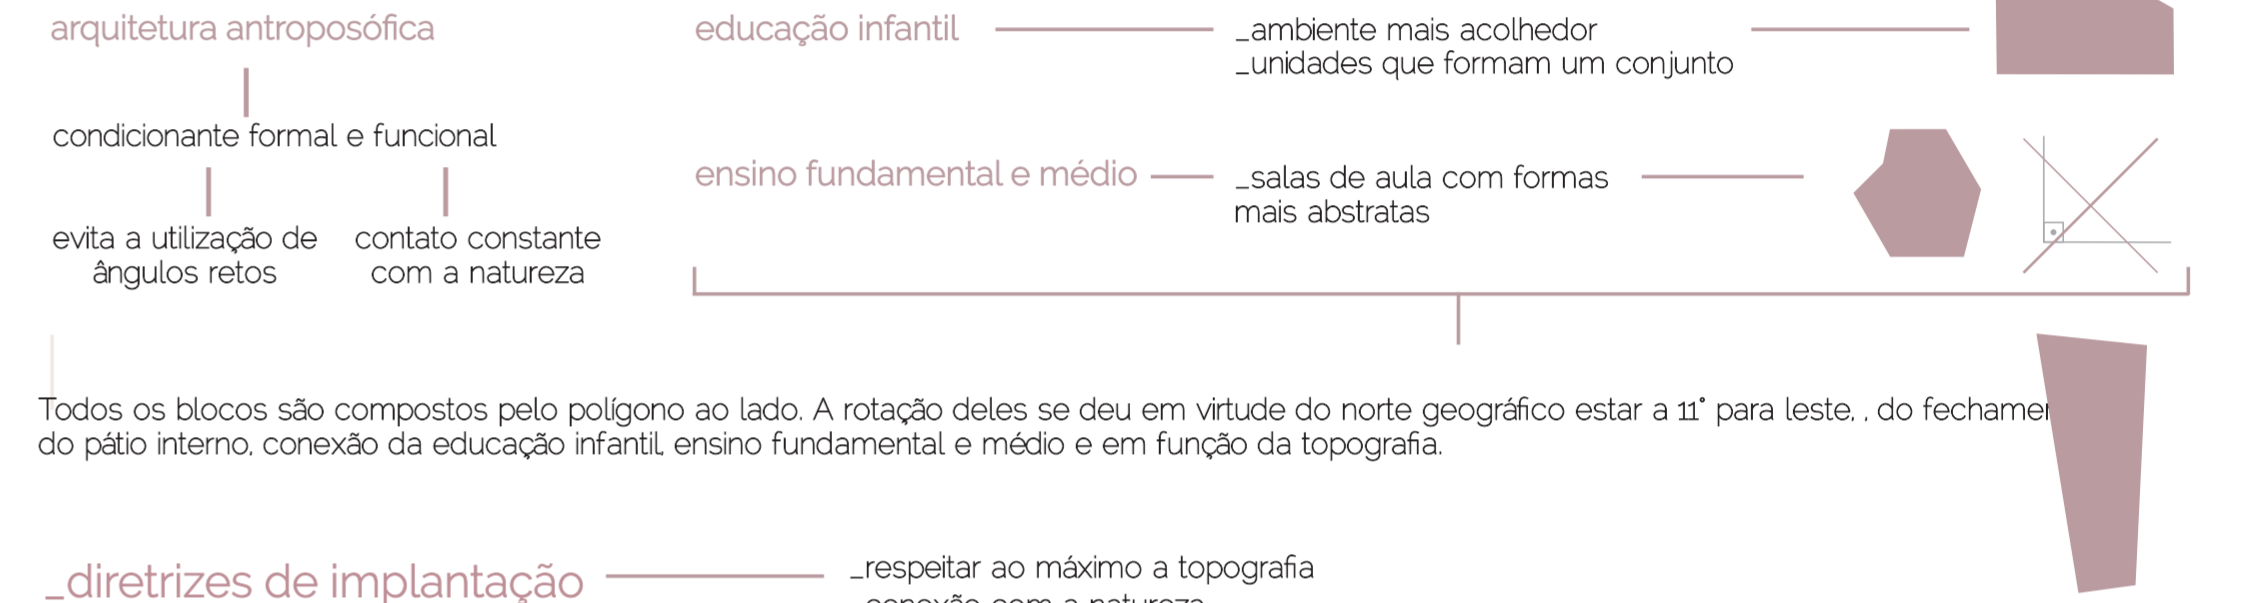 arquitetura antroposófica
condicionante formal e funcional
evita a utilização de
ângulos retos
contato constante
com a natureza
educação infantil
_ambiente mais acolhedor
_unidades que formam um conjunto
ensino fundamental e médio
_salas de aula com formas
mais abstratas
Todos os blocos são compostos pelo polígono ao lado. A rotação deles se deu em virtude do norte geográfico estar a 11° para leste, , do fechamen
do pátio interno, conexão da educação infantil, ensino fundamental e médio e em função da topografia.
_diretrizes de implantação
_respeitar ao máximo a topografia
_conexão com a natureza